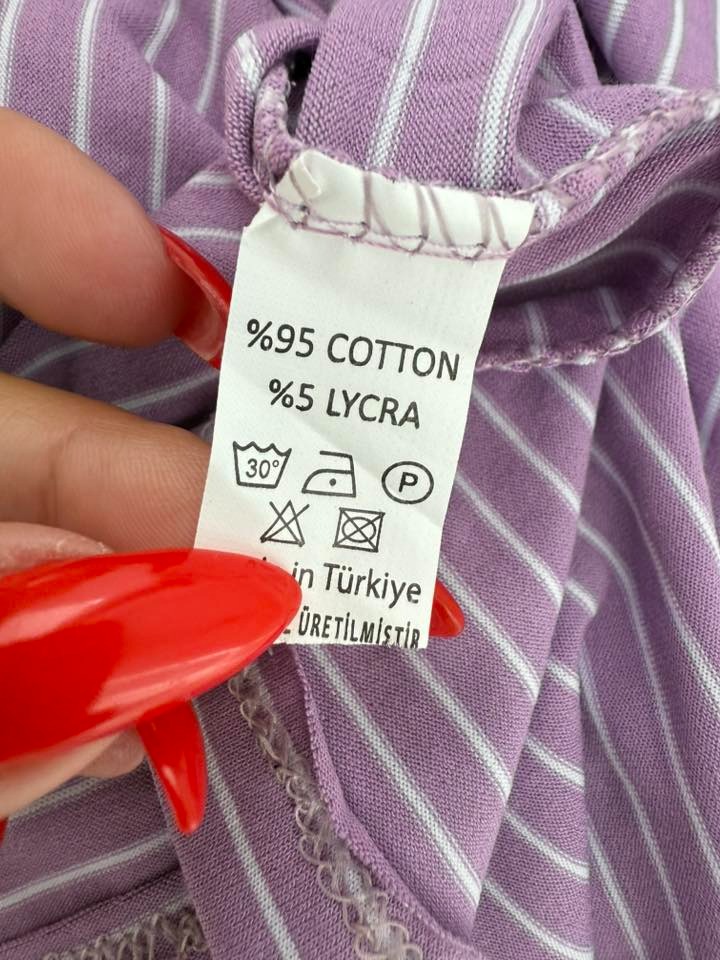 %95 COTTON
%5 LYCRA
30°
P
in Türkiye
ÜRETİLMİŞTİR